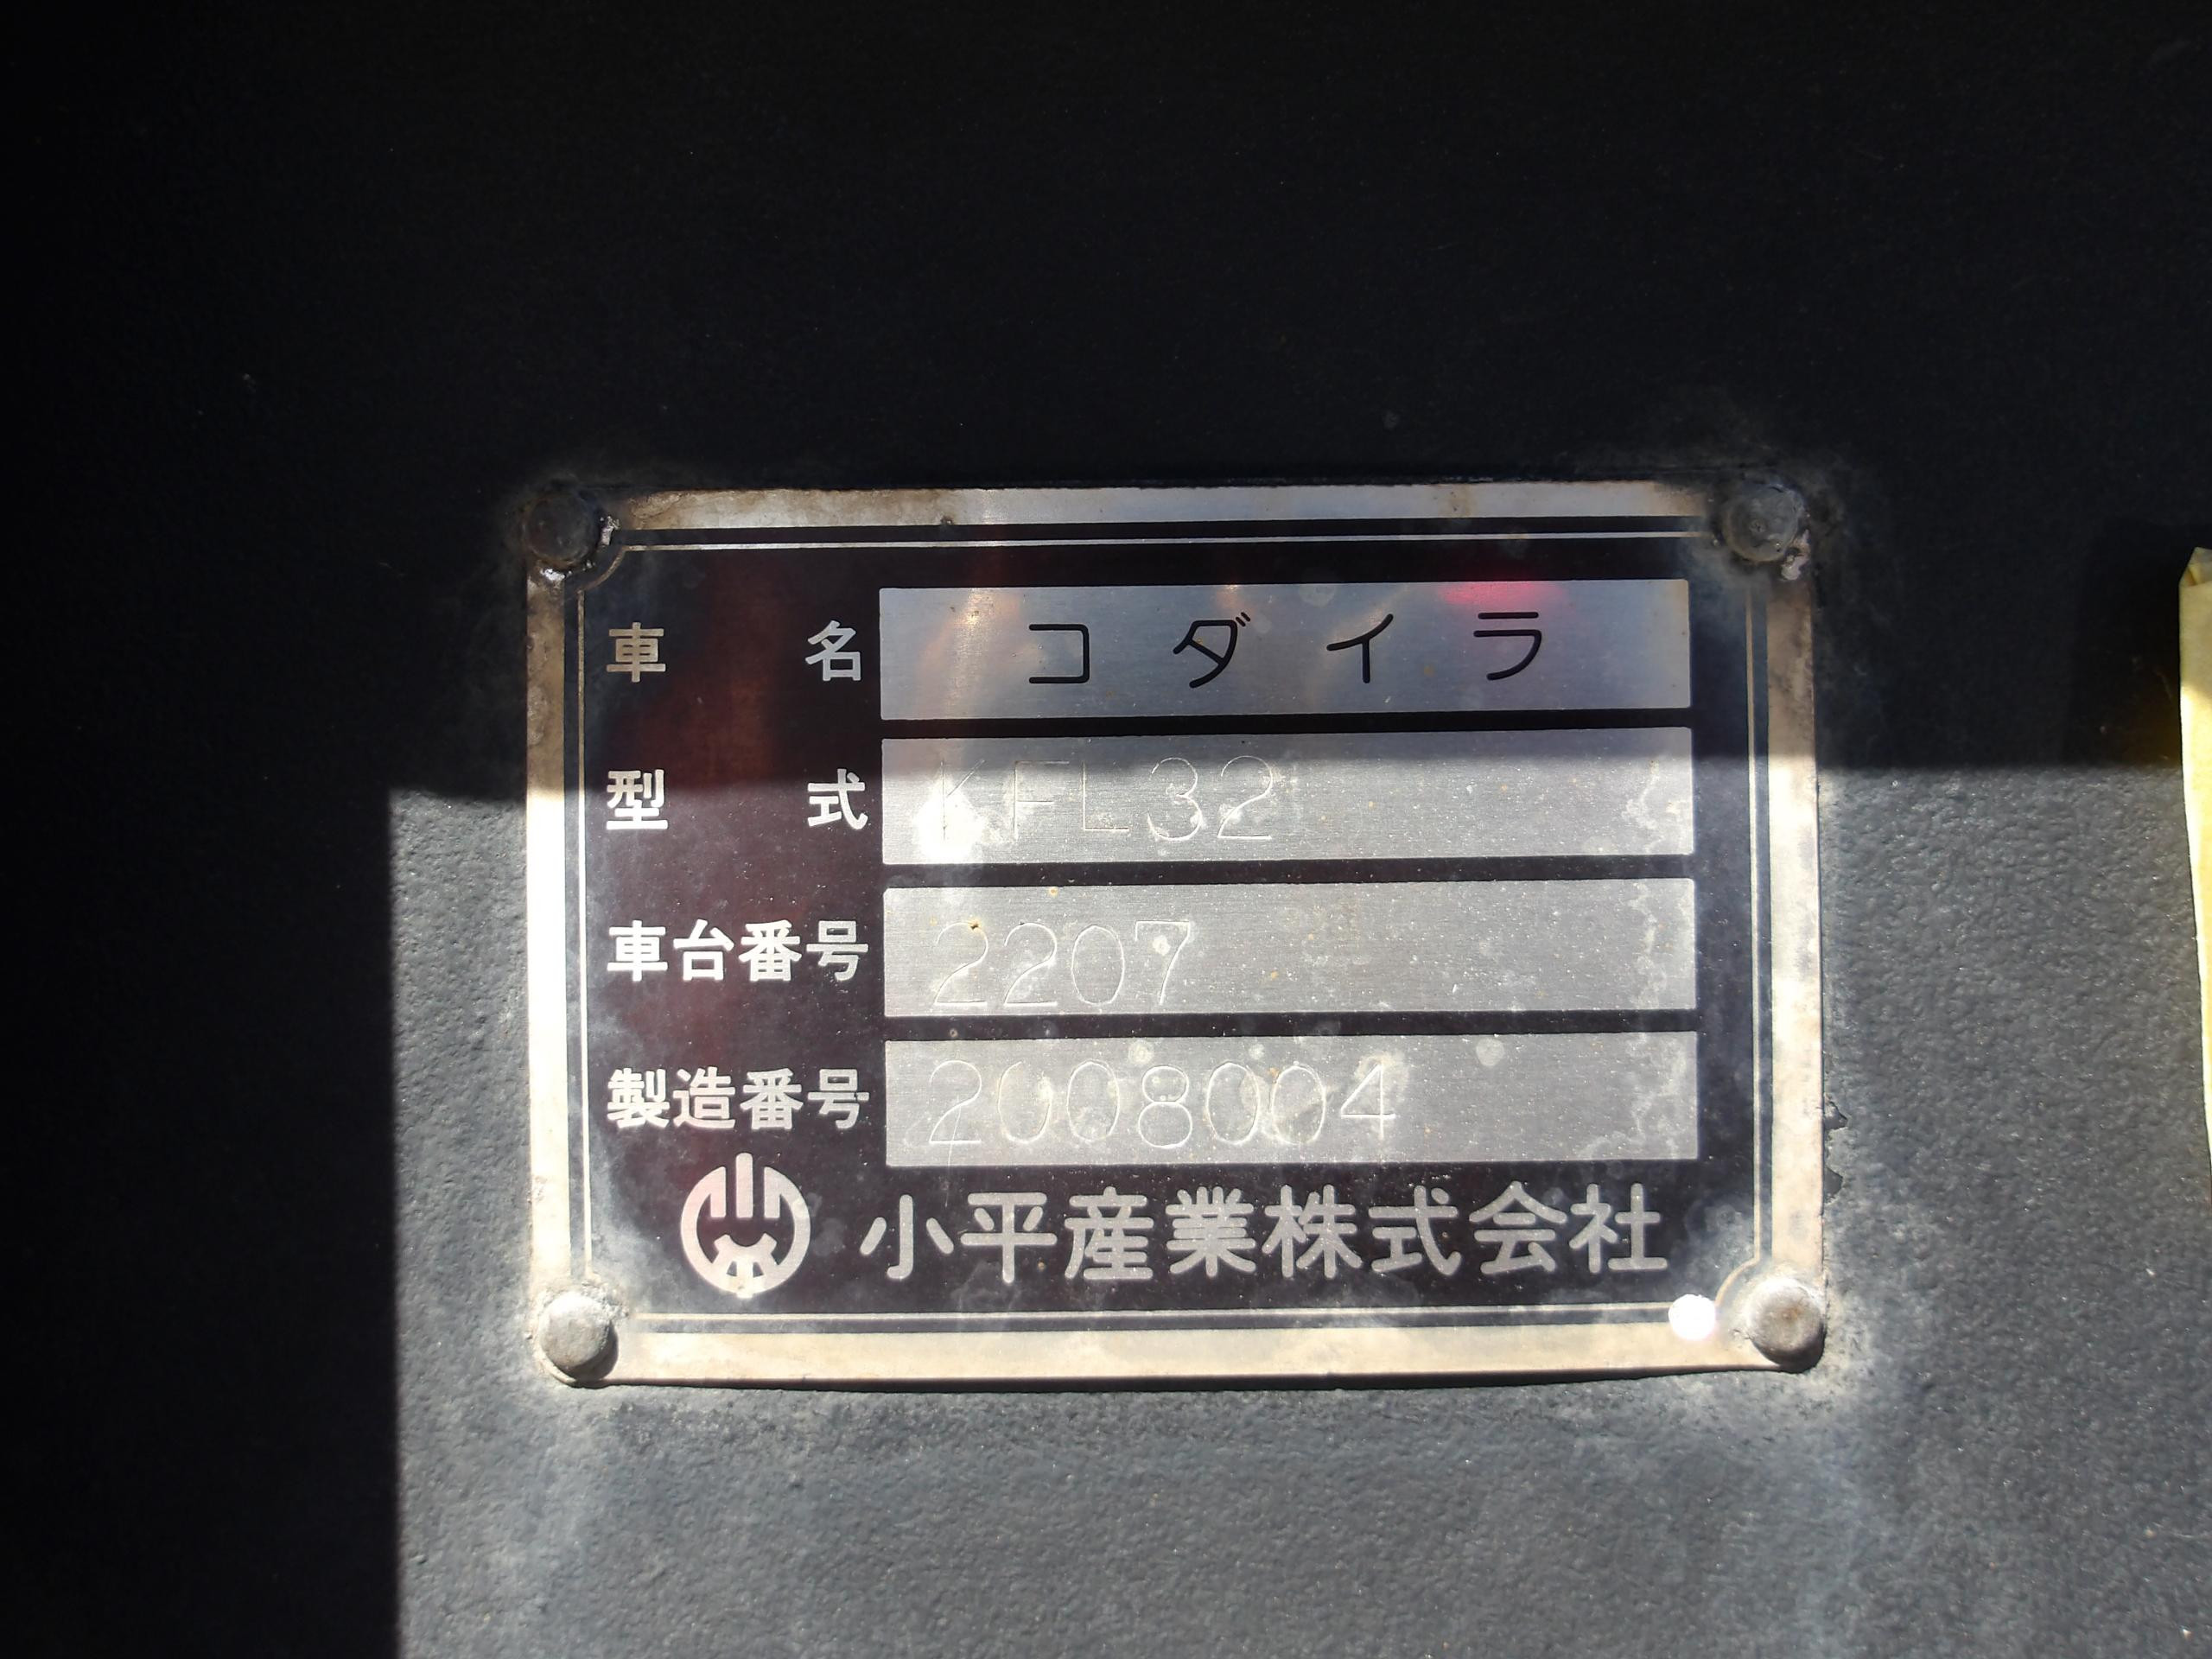 車名 コダイラ
型式 KFL32
車台番号 2207
製造番号 2008004
小平産業株式会社